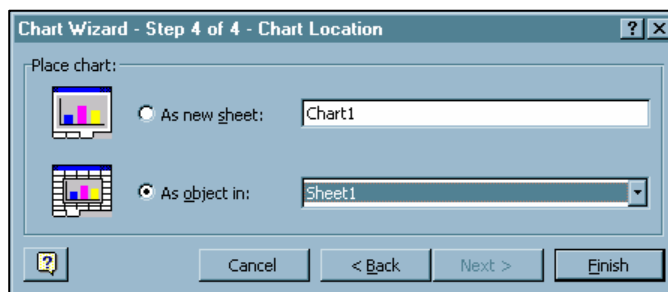 Chart Wizard - Step 4 of 4 - Chart Location
Place chart:
As new sheet: Chart1
As object in: Sheet1
Cancel < Back Next > Finish